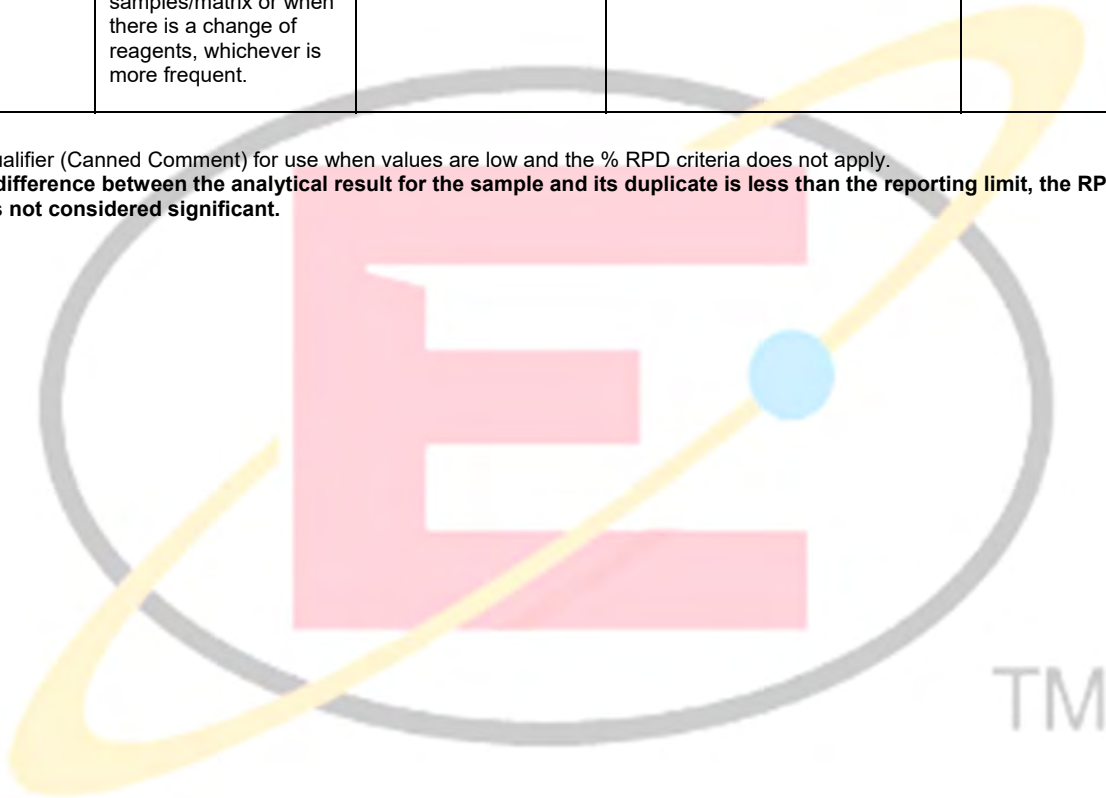 samples/matrix or when
there is a change of
reagents, whichever is
more frequent.
(Canned Comment) for use when values are low and the % RPD criteria does not apply.
difference between the analytical result for the sample and its duplicate is less than the reporting limit, the
not considered significant.
E
TM